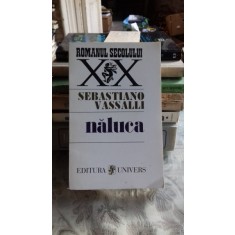 ROMANUL SECOLULUI
XX
SEBASTIANO
VASSALLI
năluca
EDITURA UNIVERS